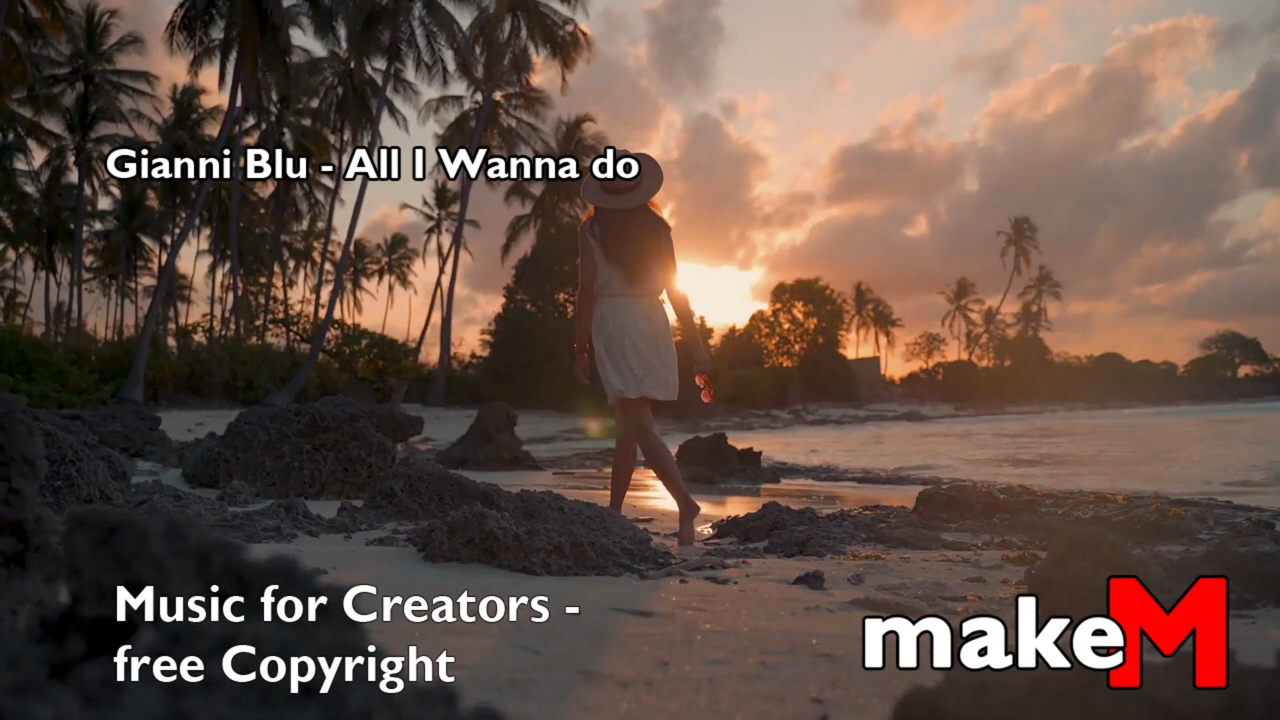 Gianni Blu - All I Wanna do
Music for Creators -
free Copyright
makeM